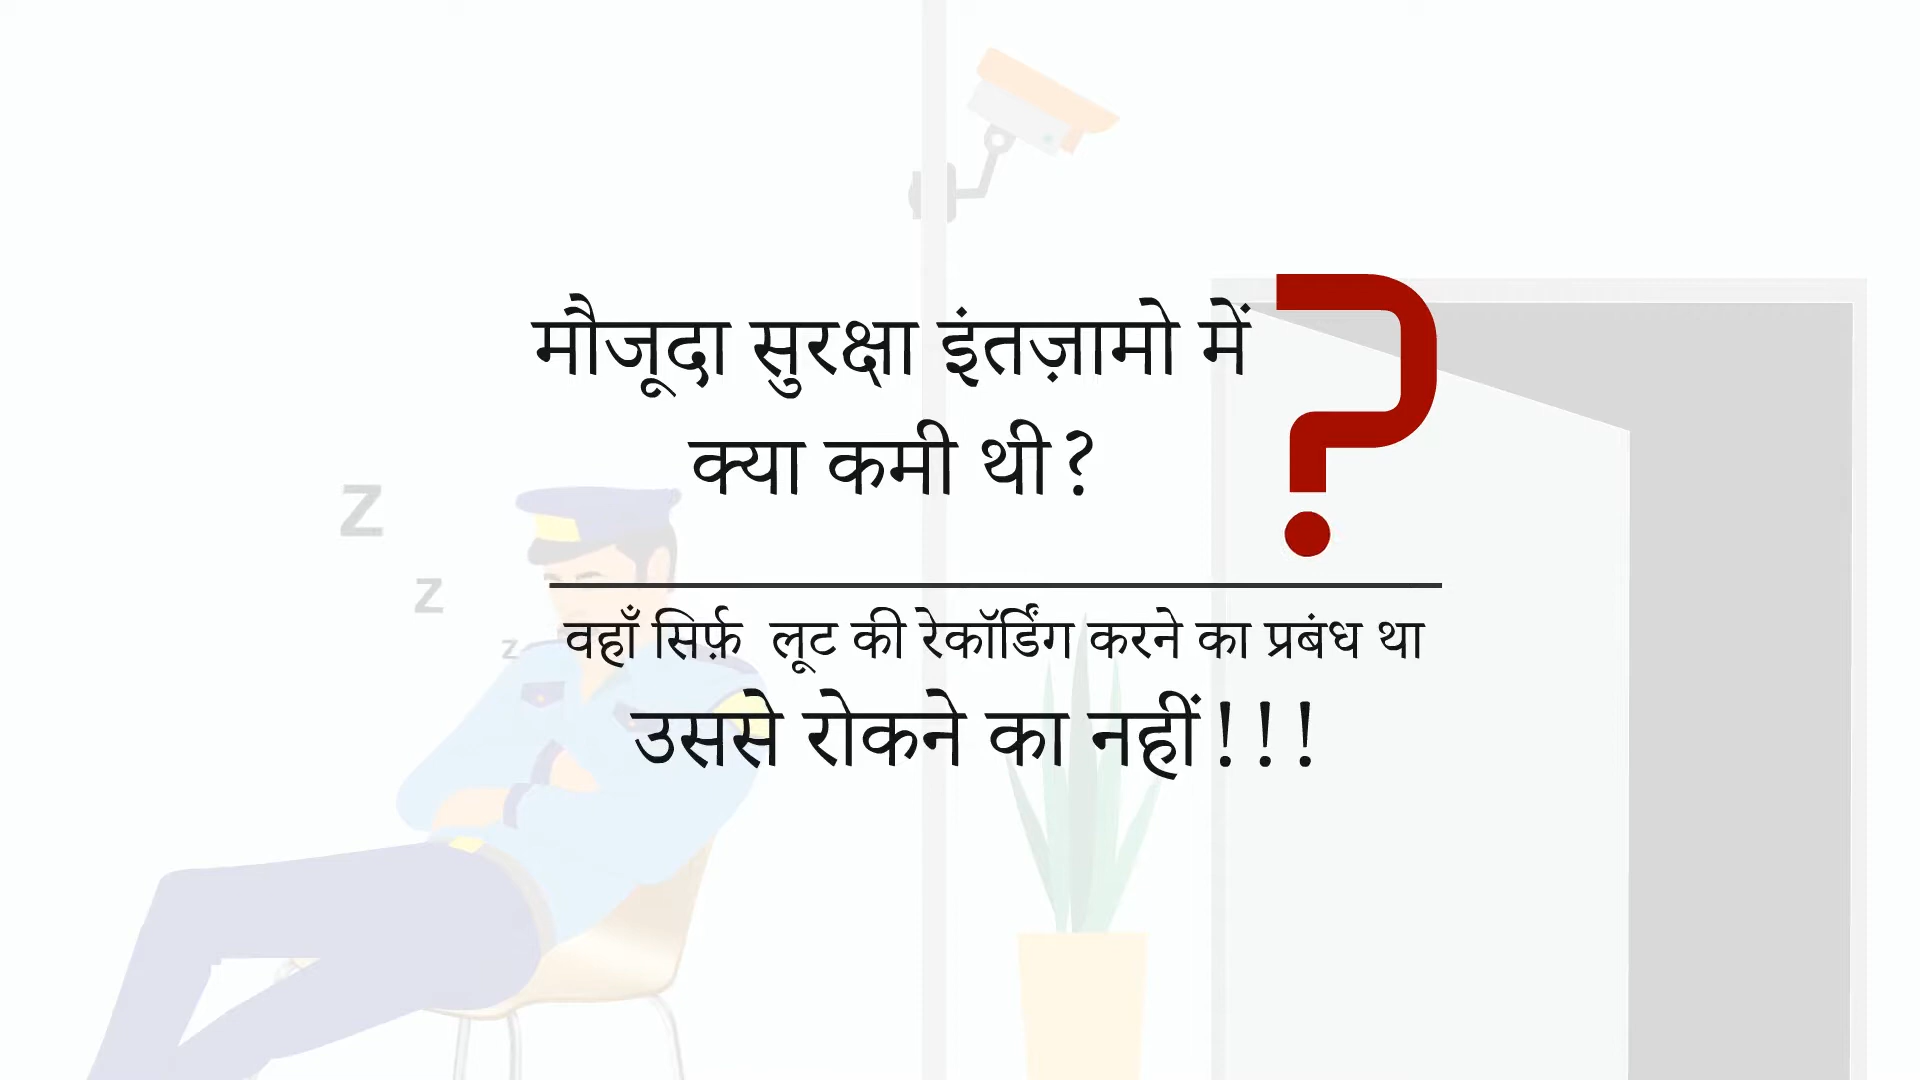 मौजूदा सुरक्षा इंतज़ामो में
क्या कमी थी?
?
वहाँ सिर्फ़ लूट की रेकॉर्डिंग करने का प्रबंध था
उससे रोकने का नहीं!!!
Z
Z
Z